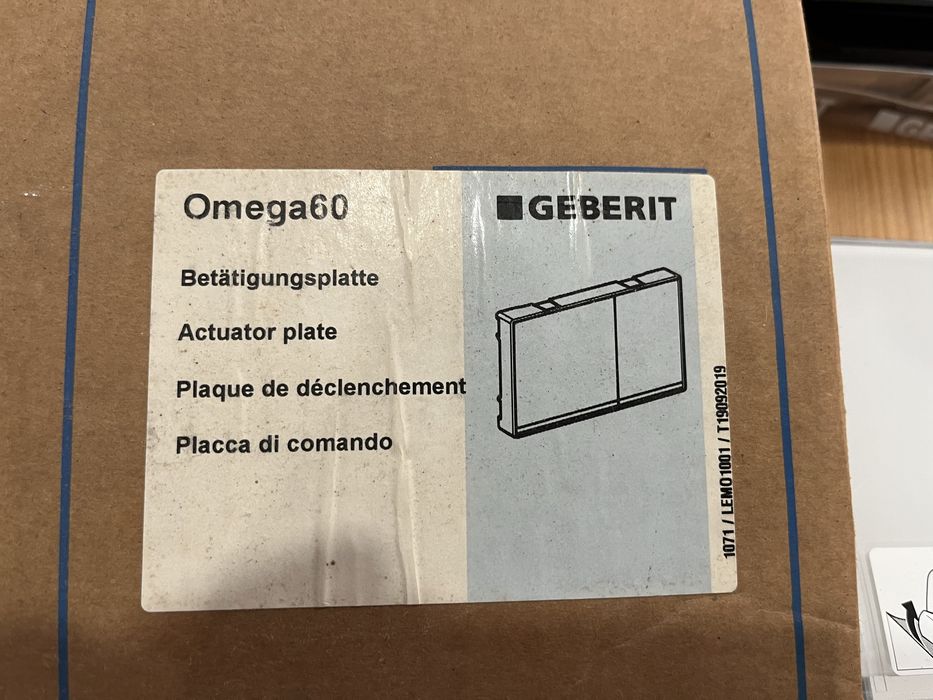 Omega60
GEBERIT
Betätigungsplatte
Actuator plate
Plaque de déclenchement
Placca di comando
1071 / LEMO1001 / T19092019